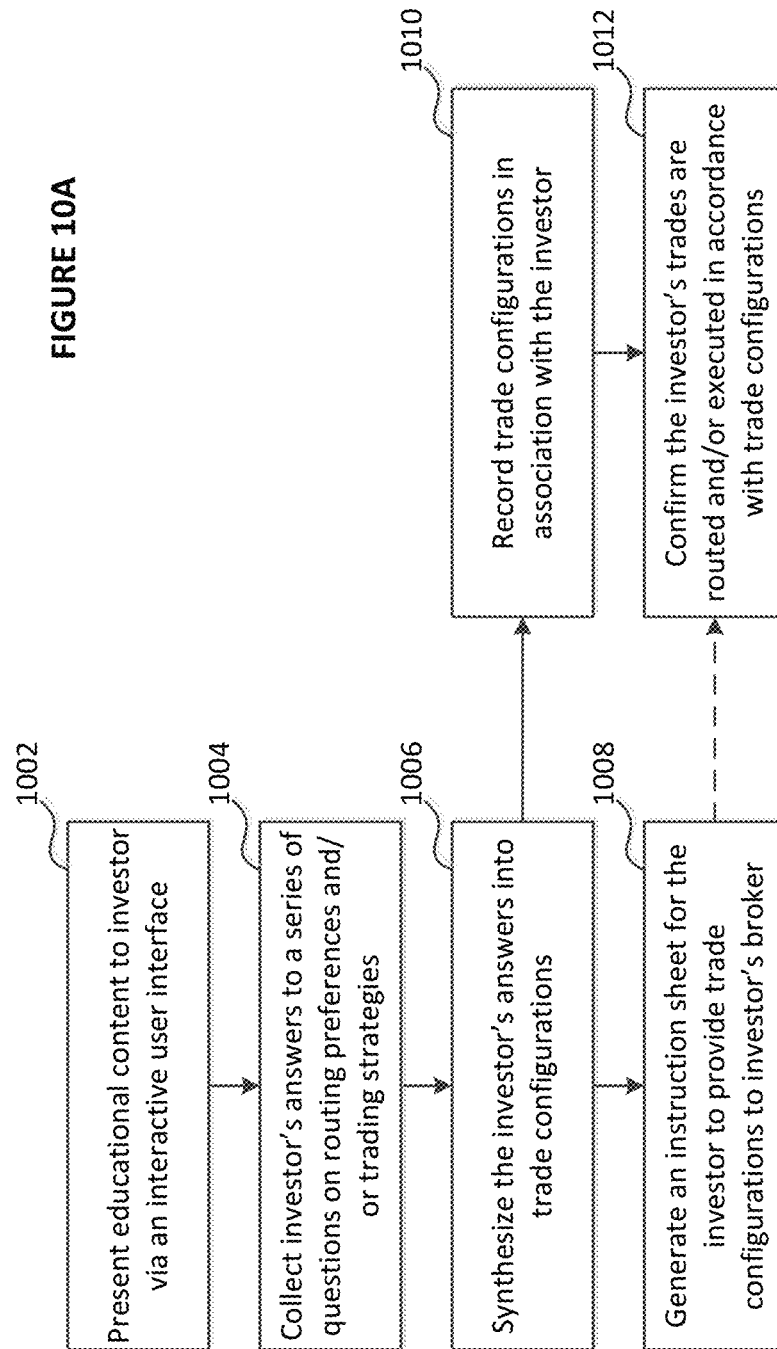 FIGURE 10A
1002
Present educational content to investor
via an interactive user interface
1004
Collect investor's answers to a series of
questions on routing preferences and/
or trading strategies
1006
Synthesize the investor's answers into
trade configurations
1008
Generate an instruction sheet for the
investor to provide trade
configurations to investor's broker
1010
Record trade configurations in
association with the investor
1012
Confirm the investor's trades are
routed and/or executed in accordance
with trade configurations